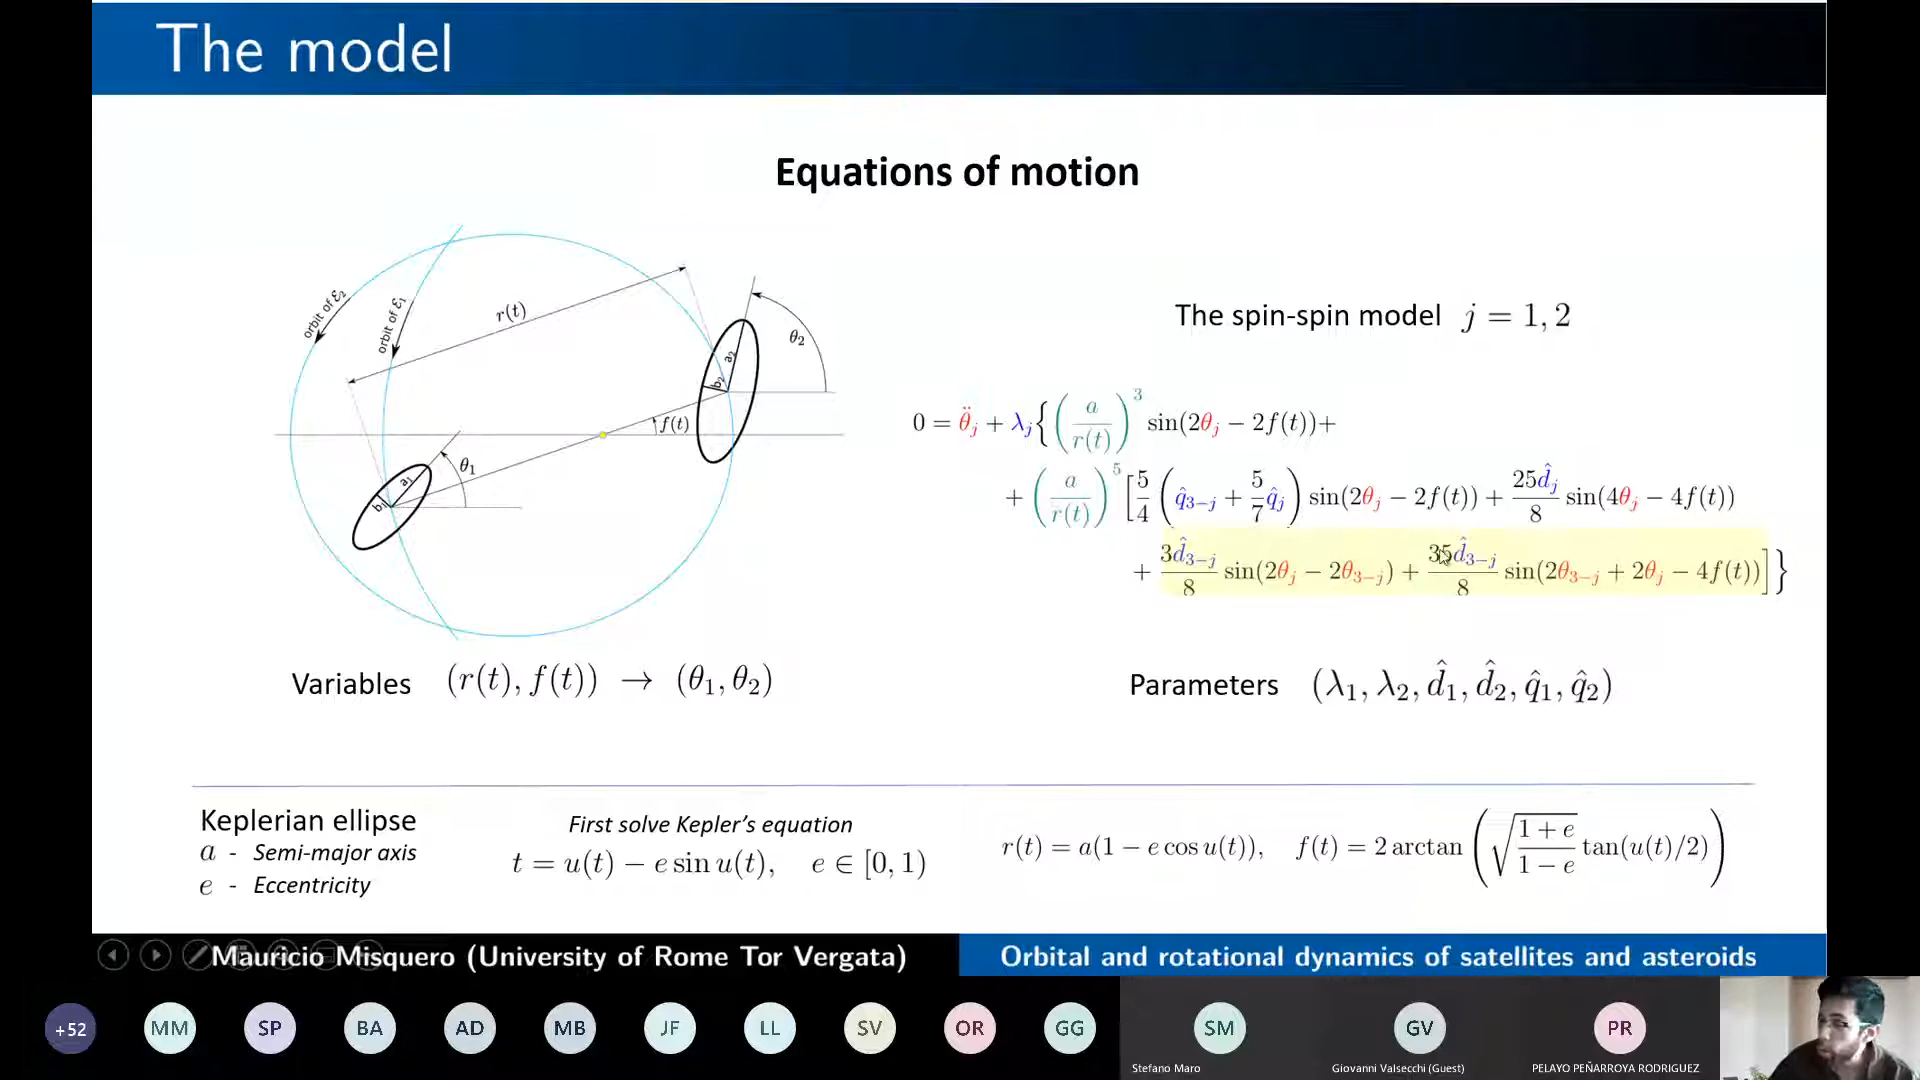 The model
Equations of motion
orbit of ℰ₂
orbit of ℰ₁
r(t)
θ₂
a₂
b₂
f(t)
θ₁
a₁
b₁
The spin-spin model j = 1, 2
0 = θ̈ⱼ + λⱼ{(a/r(t))³ sin(2θⱼ − 2f(t))+
+ (a/r(t))⁵ [5/4 (q̂₃₋ⱼ + 5/7 q̂ⱼ) sin(2θⱼ − 2f(t)) + 25d̂ⱼ/8 sin(4θⱼ − 4f(t))
+ 3d̂₃₋ⱼ/8 sin(2θⱼ − 2θ₃₋ⱼ) + 35d̂₃₋ⱼ/8 sin(2θ₃₋ⱼ + 2θⱼ − 4f(t))]}
Variables (r(t), f(t)) → (θ₁, θ₂)
Parameters (λ₁, λ₂, d̂₁, d̂₂, q̂₁, q̂₂)
Keplerian ellipse
a - Semi-major axis
e - Eccentricity
First solve Kepler's equation
t = u(t) − e sin u(t), e ∈ [0, 1)
r(t) = a(1 − e cos u(t)), f(t) = 2 arctan (√((1 + e)/(1 − e)) tan(u(t)/2))
Mauricio Misquero (University of Rome Tor Vergata)
Orbital and rotational dynamics of satellites and asteroids
+52
MM
SP
BA
AD
MB
JF
LL
SV
OR
GG
SM
GV
PR
Stefano Maro
Giovanni Valsecchi (Guest)
PELAYO PEÑARROYA RODRIGUEZ